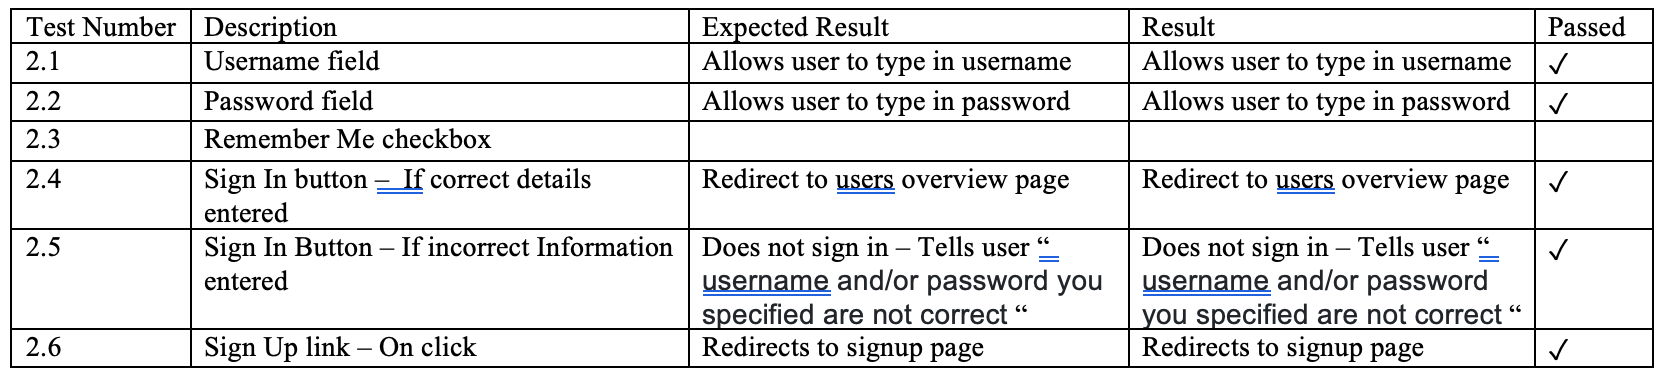 Test Number Description Expected Result Result Passed
2.1 Username field Allows user to type in username Allows user to type in username ✓
2.2 Password field Allows user to type in password Allows user to type in password ✓
2.3 Remember Me checkbox
2.4 Sign In button – If correct details Redirect to users overview page Redirect to users overview page ✓
entered
2.5 Sign In Button – If incorrect Information Does not sign in – Tells user “ Does not sign in – Tells user “ ✓
entered username and/or password you username and/or password
specified are not correct “ you specified are not correct “
2.6 Sign Up link – On click Redirects to signup page Redirects to signup page ✓